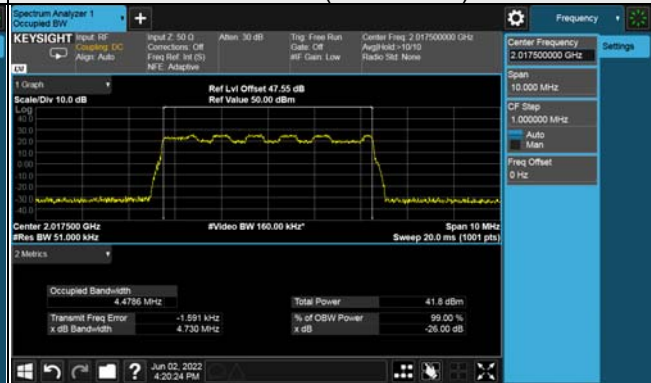 Spectrum Analyzer 1
Occupied BW
+
Frequency
KEYSIGHT
Input: RF
Coupling: DC
Align: Auto
Input Z: 50 Ω
Corrections: Off
Freq Ref: Int (S)
NFE: Adaptive
Atten: 30 dB
Trig: Free Run
Gate: Off
#IF Gain: Low
Center Freq: 2.017500000 GHz
Avg|Hold:>10/10
Radio Std: None
Center Frequency
2.017500000 GHz
Settings
Span
10.000 MHz
CF Step
1.000000 MHz
Auto
Man
Freq Offset
0 Hz
1 Graph
Scale/Div 10.0 dB
Ref Lvl Offset 47.55 dB
Ref Value 50.00 dBm
Log
40.0
30.0
20.0
10.0
0.00
-10.0
-20.0
-30.0
-40.0
Center 2.017500 GHz
#Res BW 51.000 kHz
#Video BW 160.00 kHz*
Span 10 MHz
Sweep 20.0 ms (1001 pts)
2 Metrics
Occupied Bandwidth
4.4786 MHz
Total Power 41.8 dBm
Transmit Freq Error -1.591 kHz
% of OBW Power 99.00 %
x dB Bandwidth 4.730 MHz
x dB -26.00 dB
?
Jun 02, 2022
4:20:24 PM